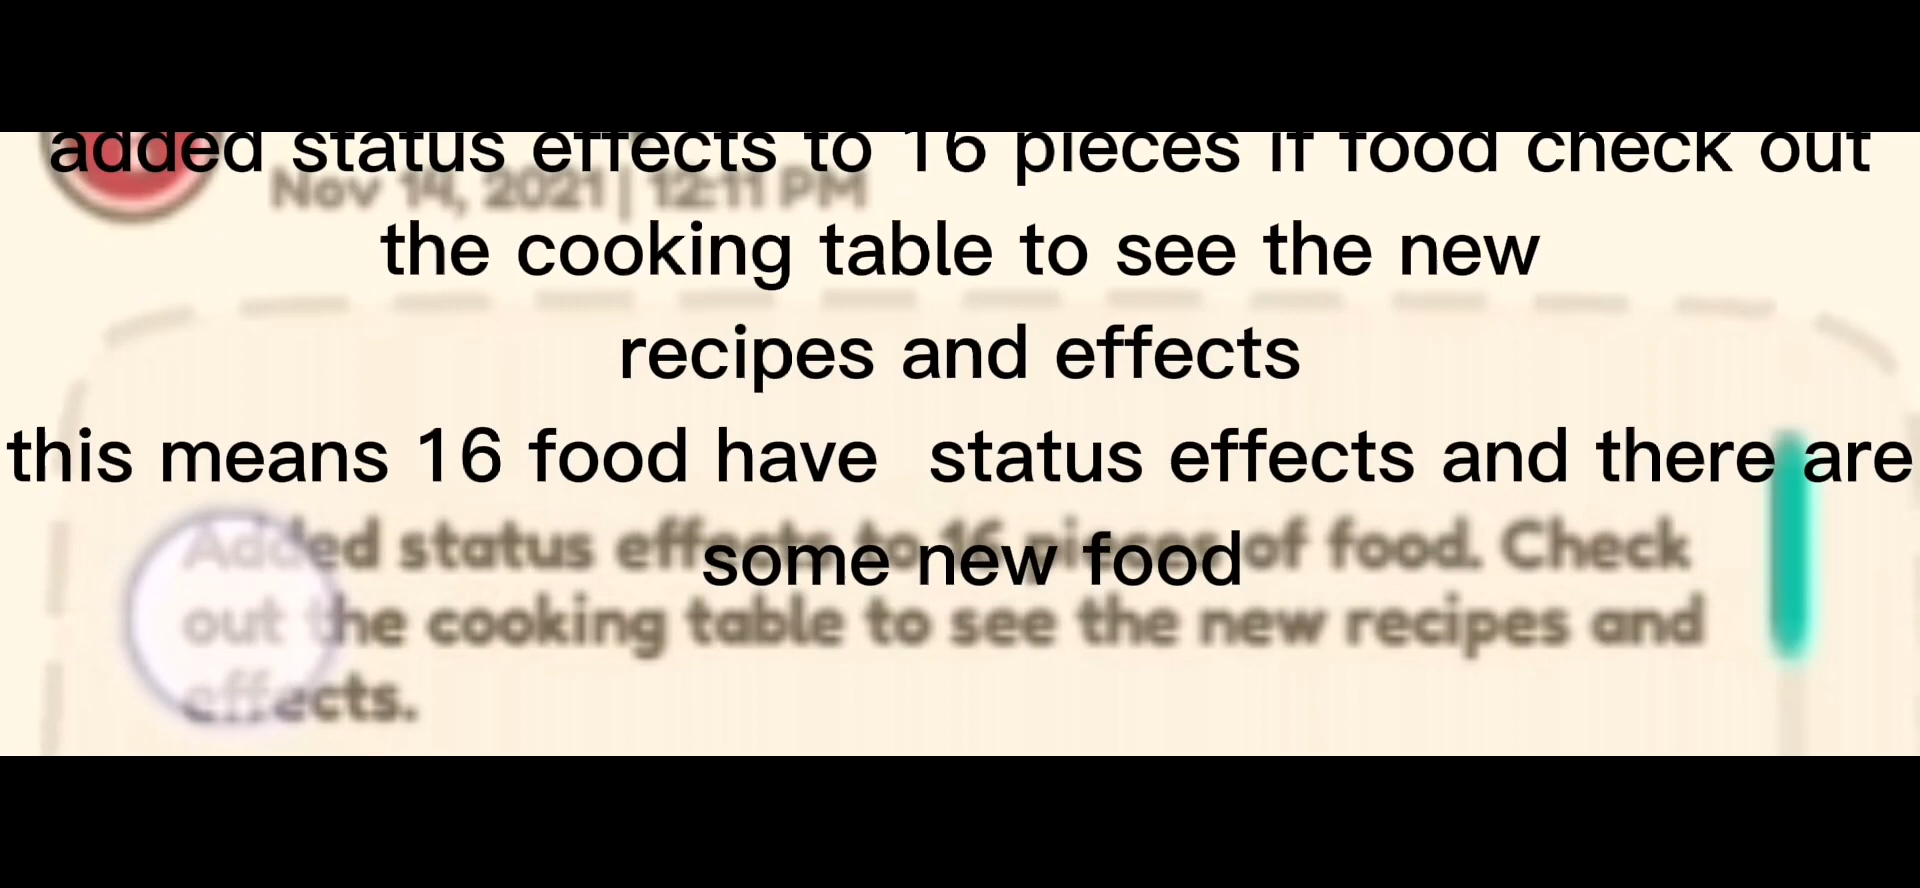 added status effects to 16 pieces if food check out
Nov 14, 2021 | 12:11 PM
the cooking table to see the new
recipes and effects
this means 16 food have  status effects and there are
some new food
Added status effects to 16 pieces of food. Check
out the cooking table to see the new recipes and
effects.